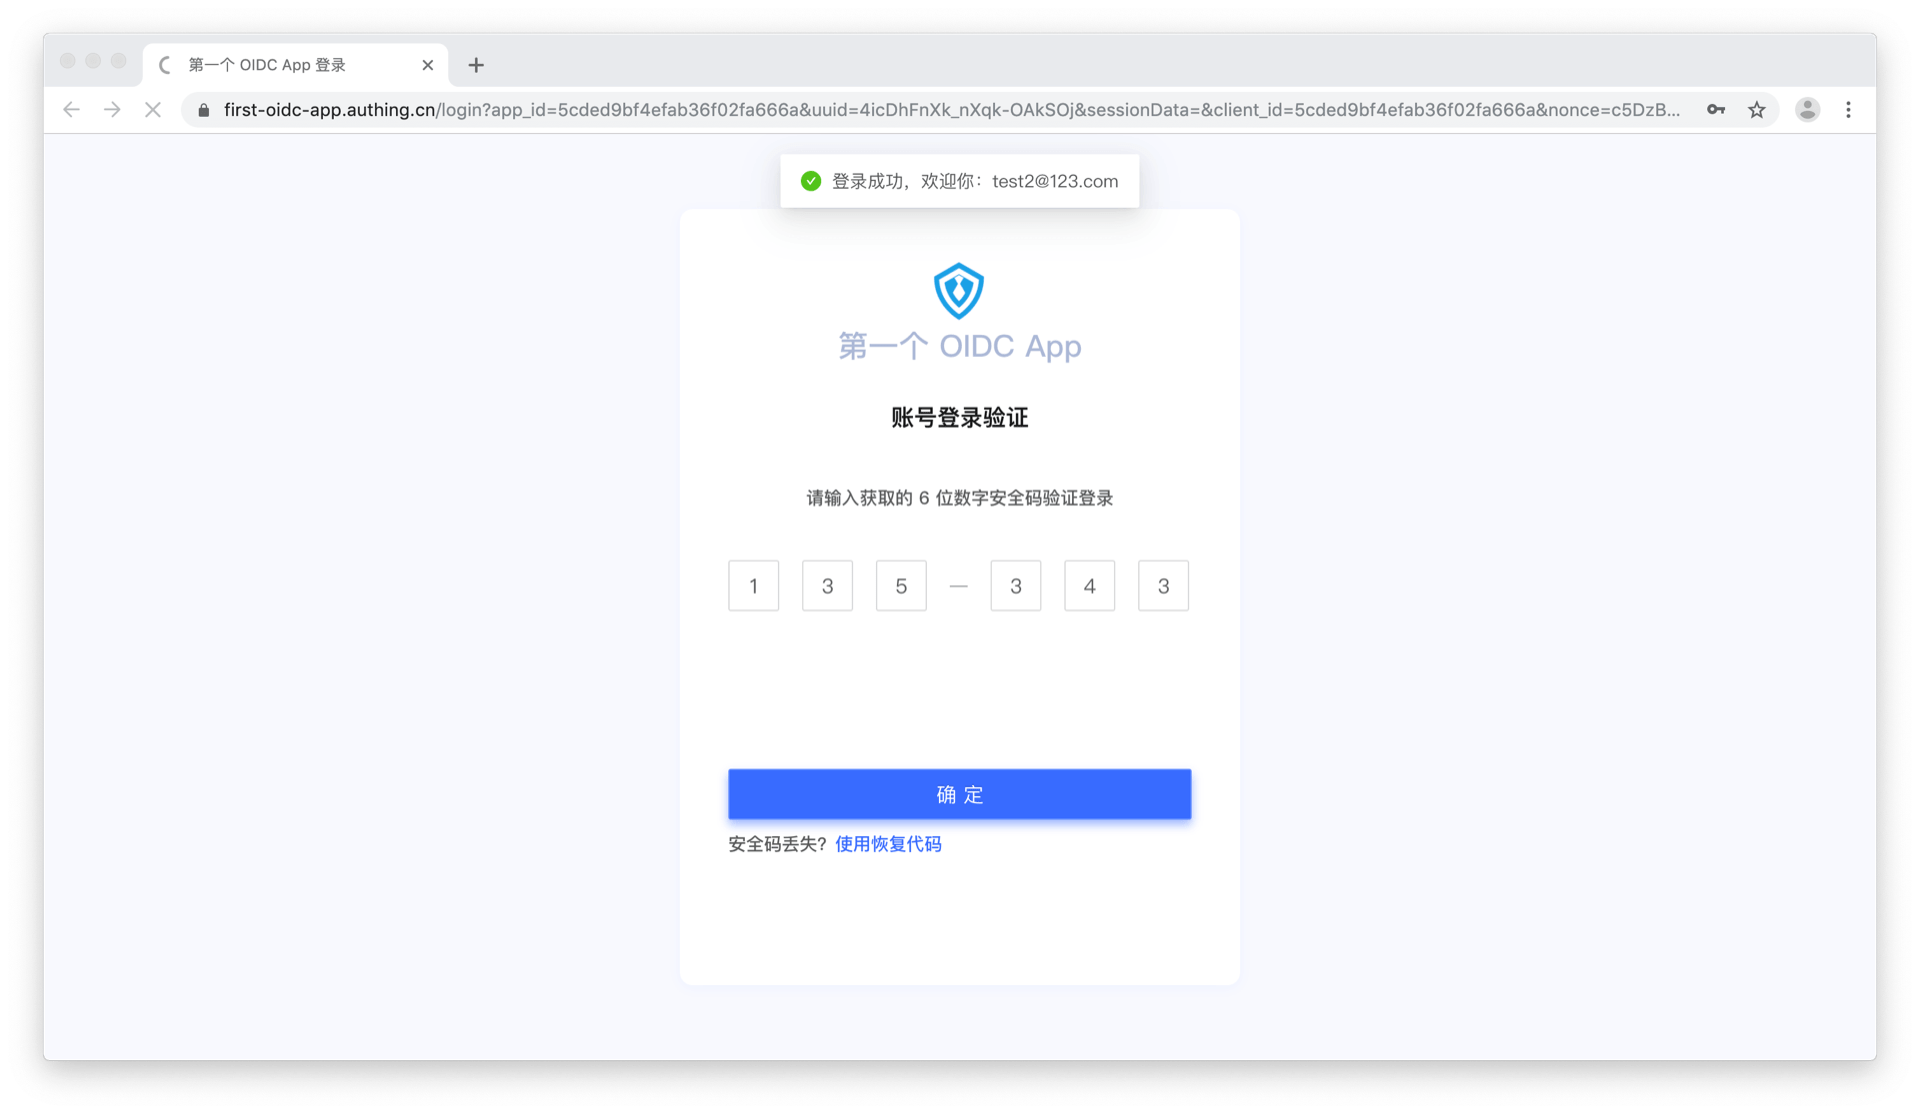 第一个 OIDC App 登录
first-oidc-app.authing.cn/login?app_id=5cded9bf4efab36f02fa666a&uuid=4icDhFnXk_nXqk-OAkSOj&sessionData=&client_id=5cded9bf4efab36f02fa666a&nonce=c5DzB...
登录成功，欢迎你：test2@123.com
第一个 OIDC App
账号登录验证
请输入获取的 6 位数字安全码验证登录
1 3 5 — 3 4 3
确 定
安全码丢失? 使用恢复代码